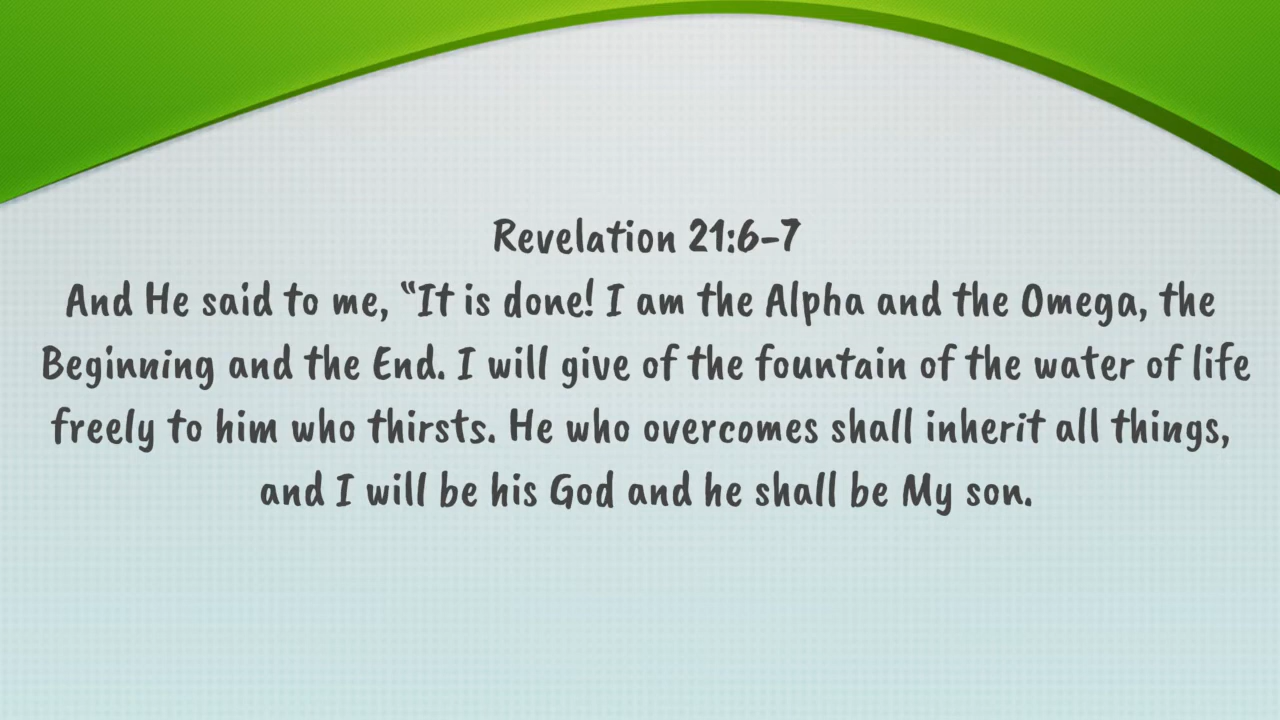 Revelation 21:6-7
And He said to me, “It is done! I am the Alpha and the Omega, the
Beginning and the End. I will give of the fountain of the water of life
freely to him who thirsts. He who overcomes shall inherit all things,
and I will be his God and he shall be My son.